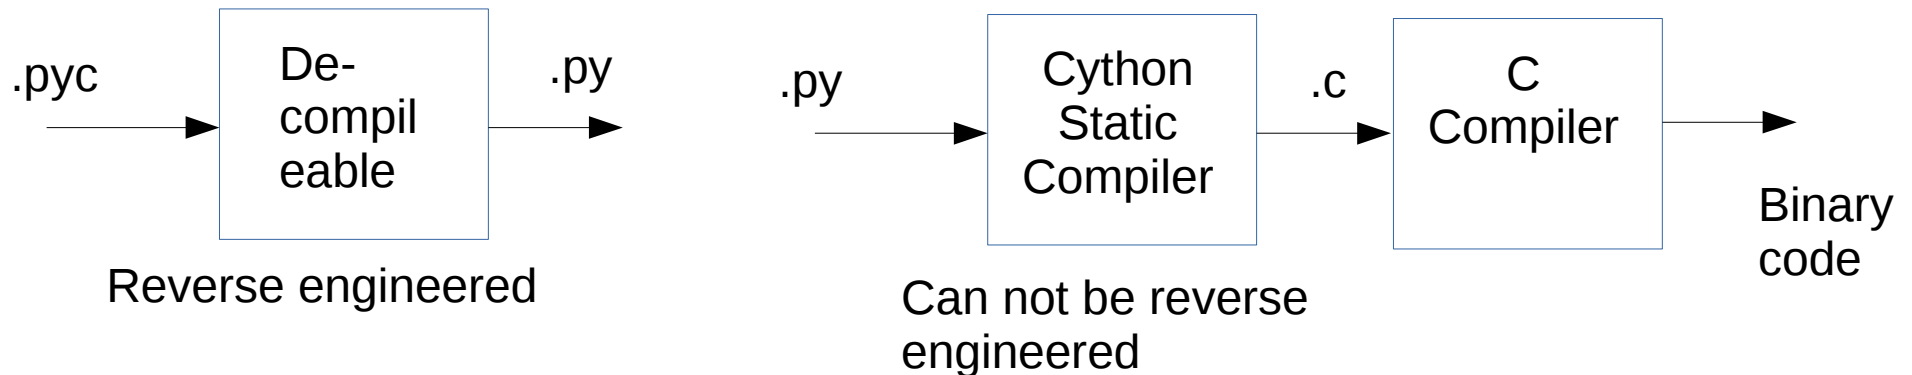 .pyc
De-
compil
eable
.py
Reverse engineered
.py
Cython
Static
Compiler
.c
C
Compiler
Binary
code
Can not be reverse
engineered